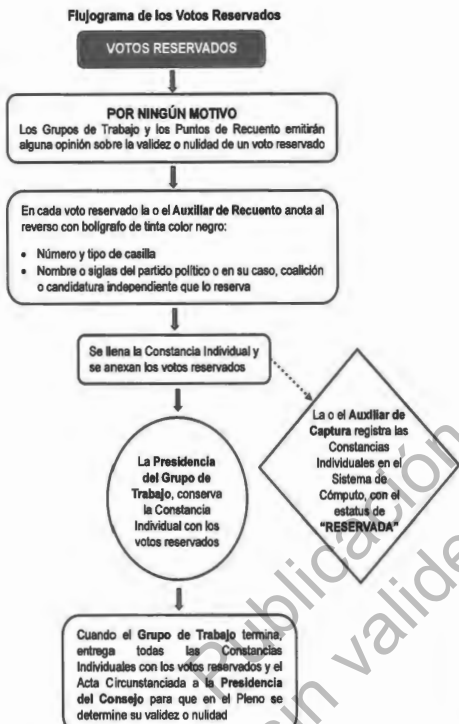 Flujograma de los Votos Reservados
VOTOS RESERVADOS
POR NINGÚN MOTIVO
Los Grupos de Trabajo y los Puntos de Recuento emitirán
alguna opinión sobre la validez o nulidad de un voto reservado
En cada voto reservado la o el Auxiliar de Recuento anota al
reverso con bolígrafo de tinta color negro:
• Número y tipo de casilla
• Nombre o siglas del partido político o en su caso, coalición
o candidatura independiente que lo reserva
Se llena la Constancia Individual y
se anexan los votos reservados
La o el Auxiliar de
Captura registra las
Constancias
Individuales en el
Sistema de
Cómputo, con el
estatus de
"RESERVADA"
La Presidencia
del Grupo de
Trabajo, conserva
la Constancia
Individual con los
votos reservados
Cuando el Grupo de Trabajo termina,
entrega todas las Constancias
Individuales con los votos reservados y el
Acta Circunstanciada a la Presidencia
del Consejo para que en el Pleno se
determine su validez o nulidad
Publicación
sin valide